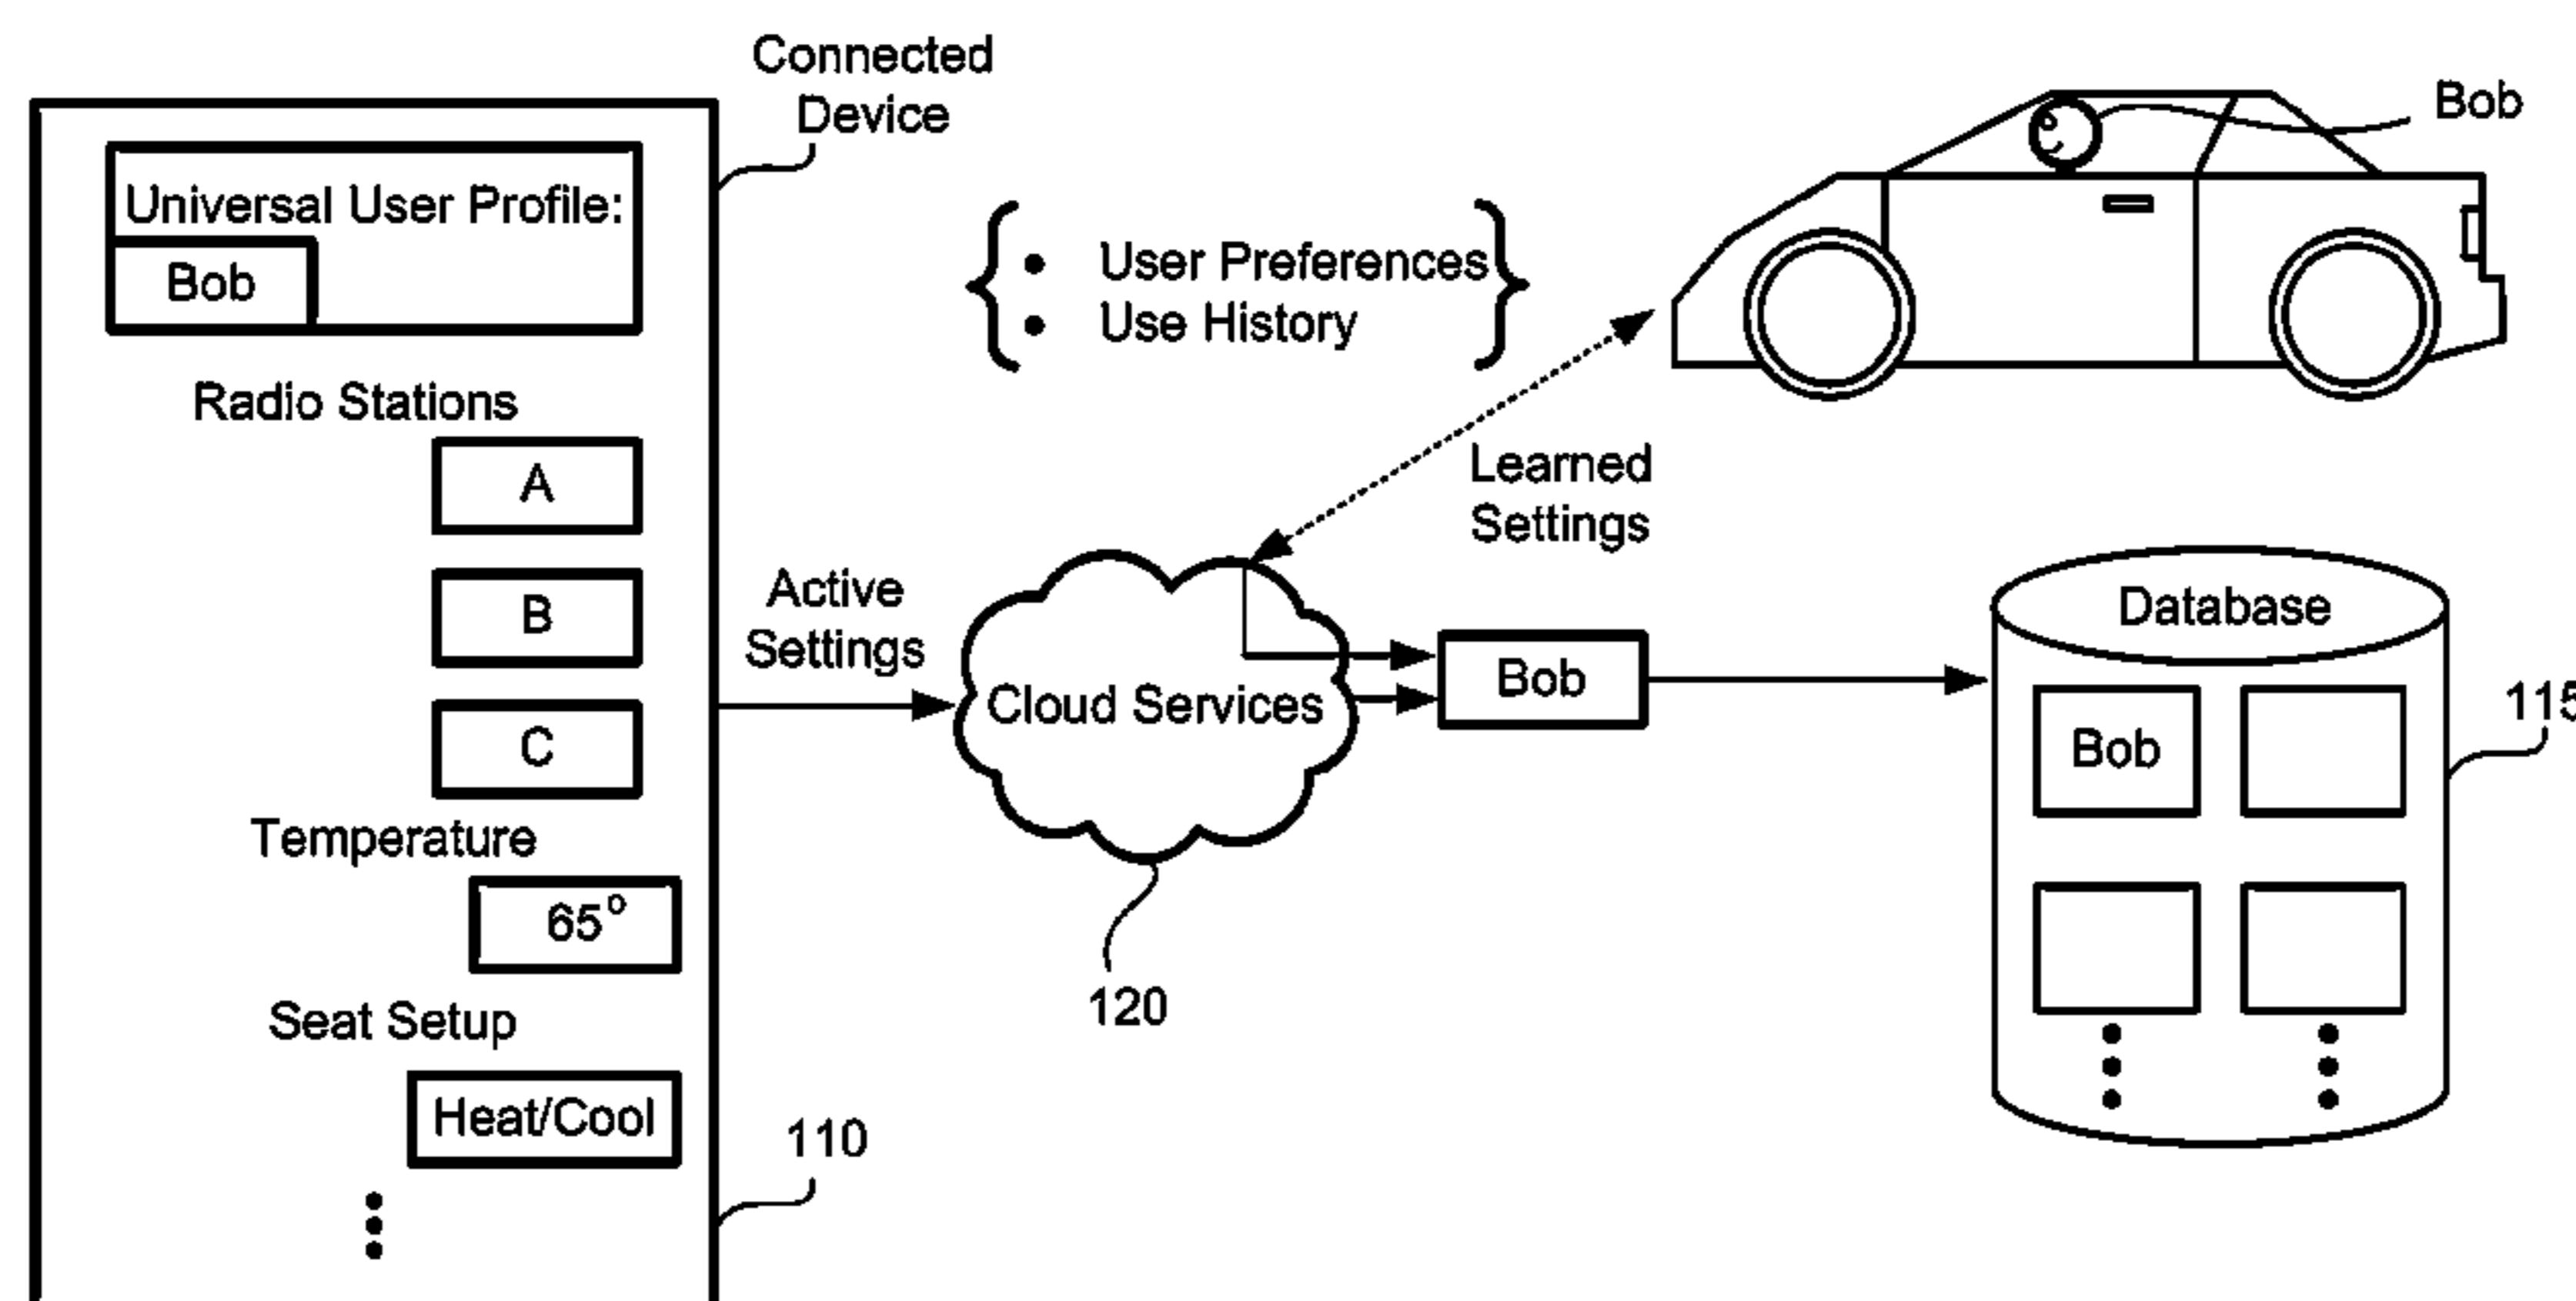 Connected
Device
Universal User Profile:
Bob
Radio Stations
A
B
C
Temperature
65°
Seat Setup
Heat/Cool
110
Active
Settings
• User Preferences
• Use History
Cloud Services
120
Learned
Settings
Bob
Bob
Database
Bob
115